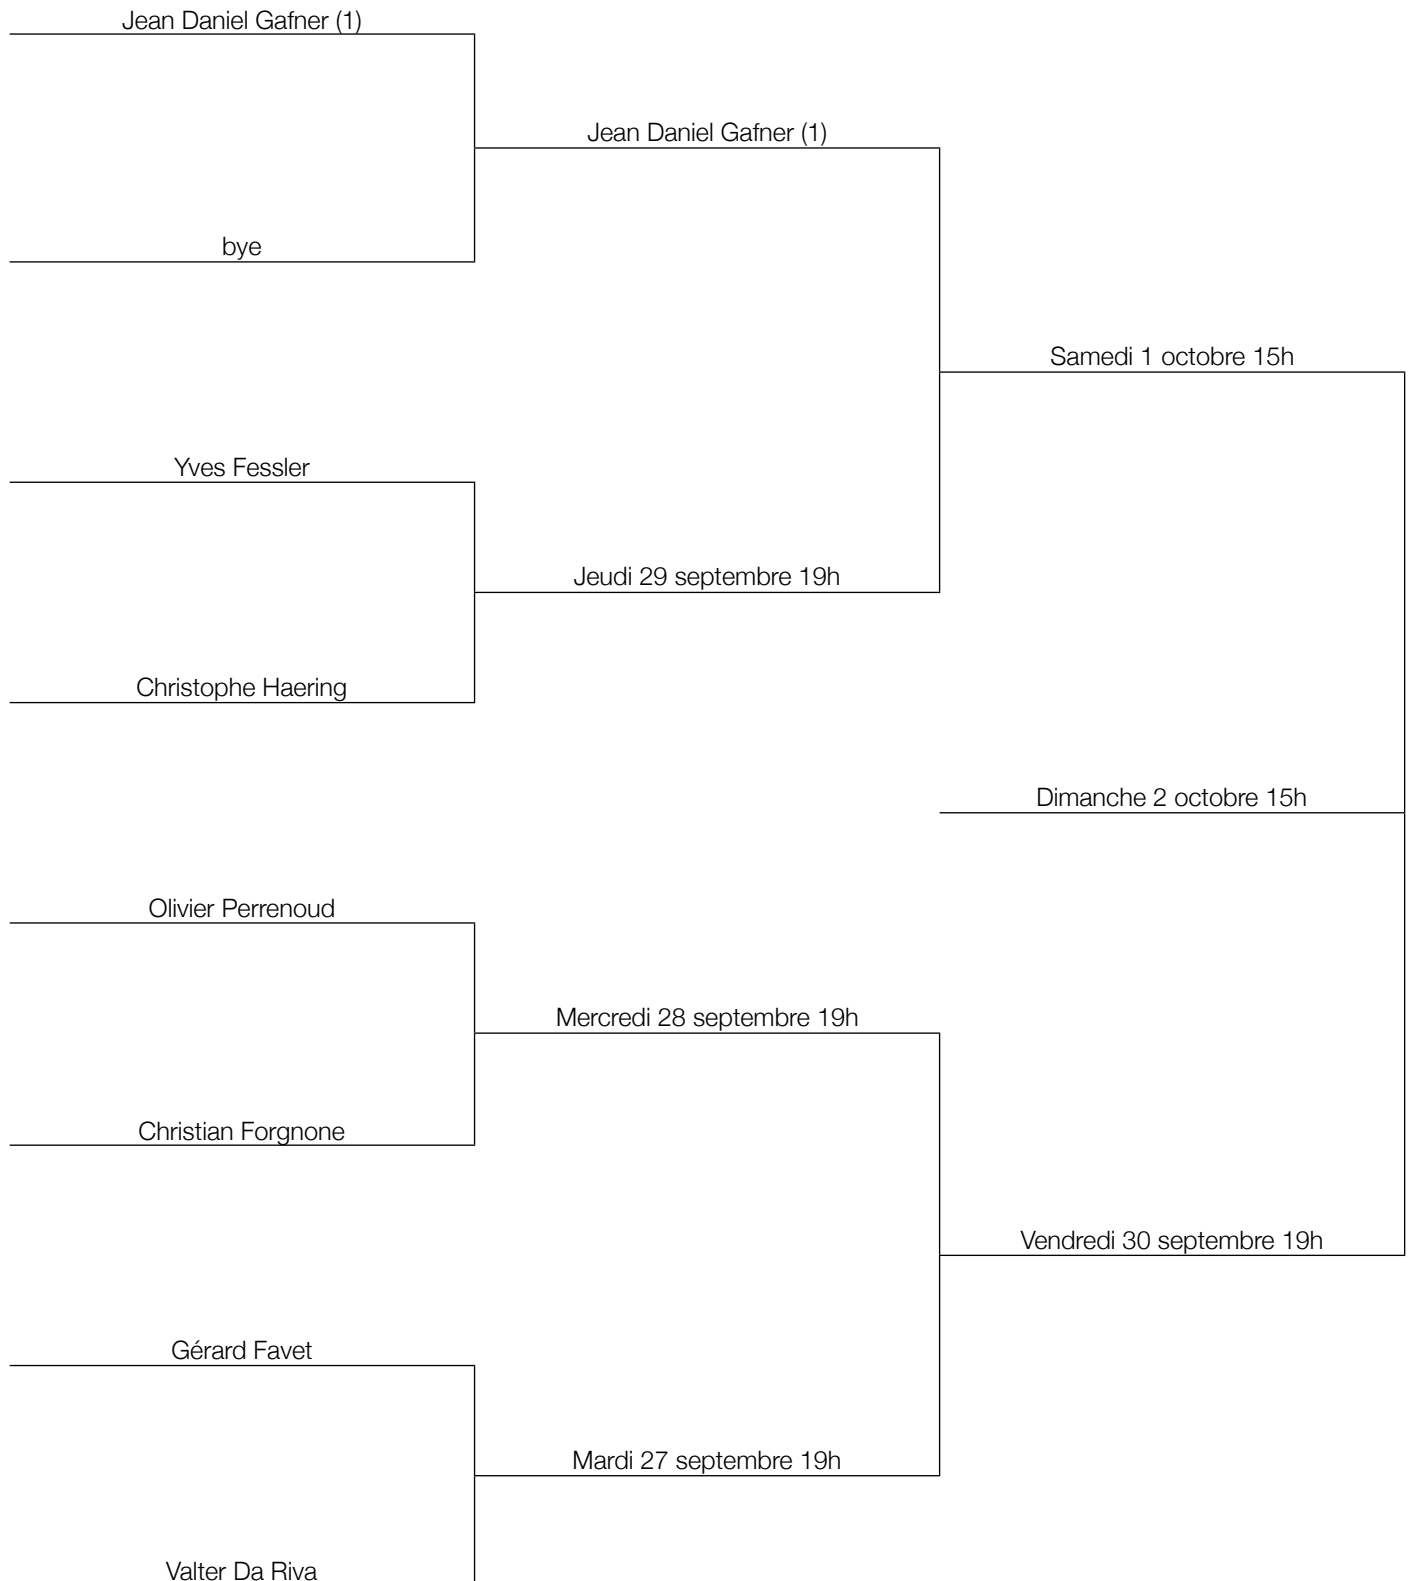 Jean Daniel Gafner (1)
Jean Daniel Gafner (1)
bye
Samedi 1 octobre 15h
Yves Fessler
Jeudi 29 septembre 19h
Christophe Haering
Dimanche 2 octobre 15h
Olivier Perrenoud
Mercredi 28 septembre 19h
Christian Forgnone
Vendredi 30 septembre 19h
Gérard Favet
Mardi 27 septembre 19h
Valter Da Riva